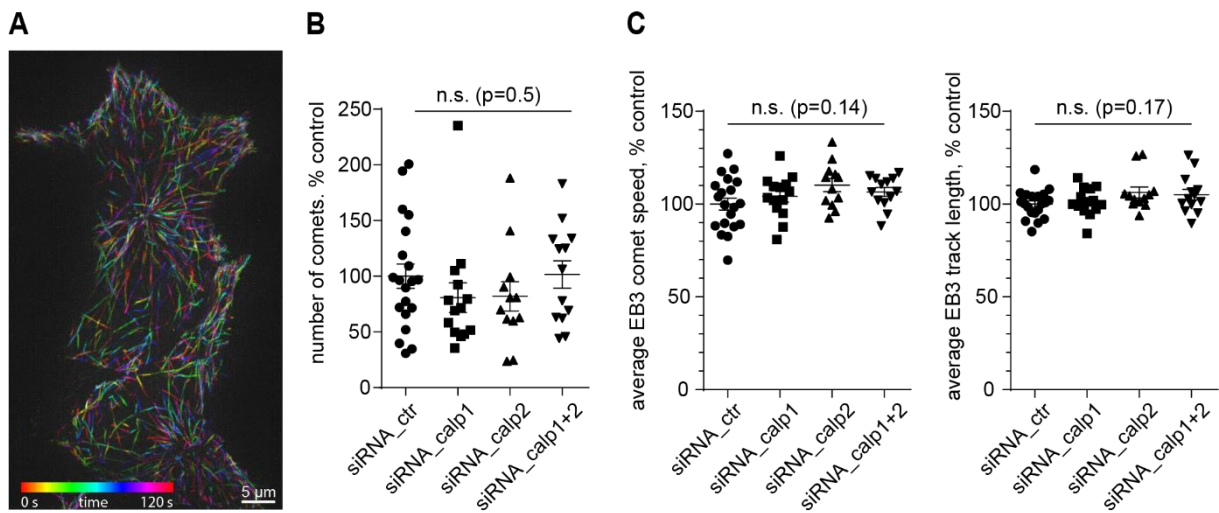 A
0 s
time
120 s
5 µm
B
number of comets. % control
n.s. (p=0.5)
250
200
150
100
50
0
siRNA_ctr
siRNA_calp1
siRNA_calp2
siRNA_calp1+2
C
average EB3 comet speed, % control
n.s. (p=0.14)
150
100
50
0
siRNA_ctr
siRNA_calp1
siRNA_calp2
siRNA_calp1+2
average EB3 track length, % control
n.s. (p=0.17)
150
100
50
0
siRNA_ctr
siRNA_calp1
siRNA_calp2
siRNA_calp1+2